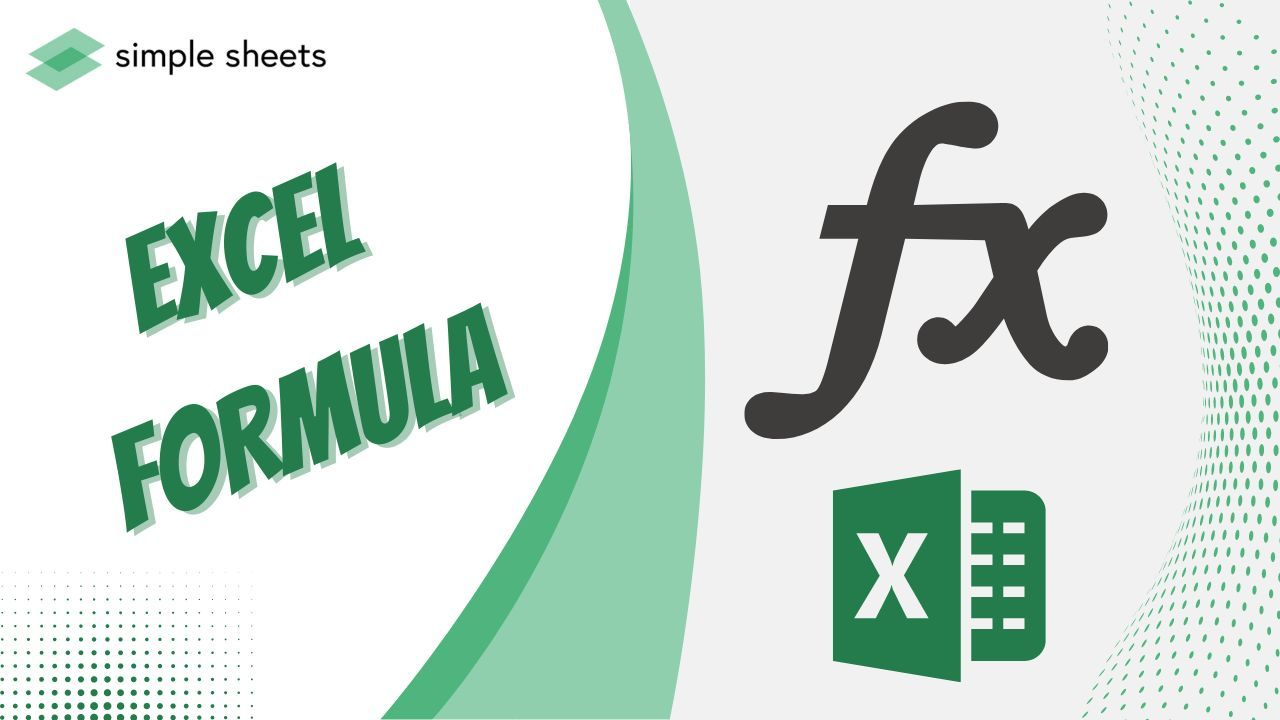 simple sheets
EXCEL
FORMULA
fx
X